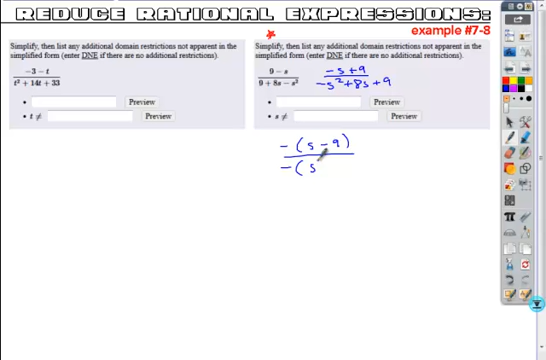 REDUCE RATIONAL EXPRESSIONS:
example #7-8
Simplify, then list any additional domain restrictions not apparent in the
simplified form (enter DNE if there are no additional restrictions).
−3 − t
t² + 14t + 33
Preview
t ≠
Preview
Simplify, then list any additional domain restrictions not apparent in the
simplified form (enter DNE if there are no additional restrictions).
9 − s
9 + 8s − s²
-s+9
-s²+8s+9
Preview
s ≠
Preview
-(s-9)
-(s